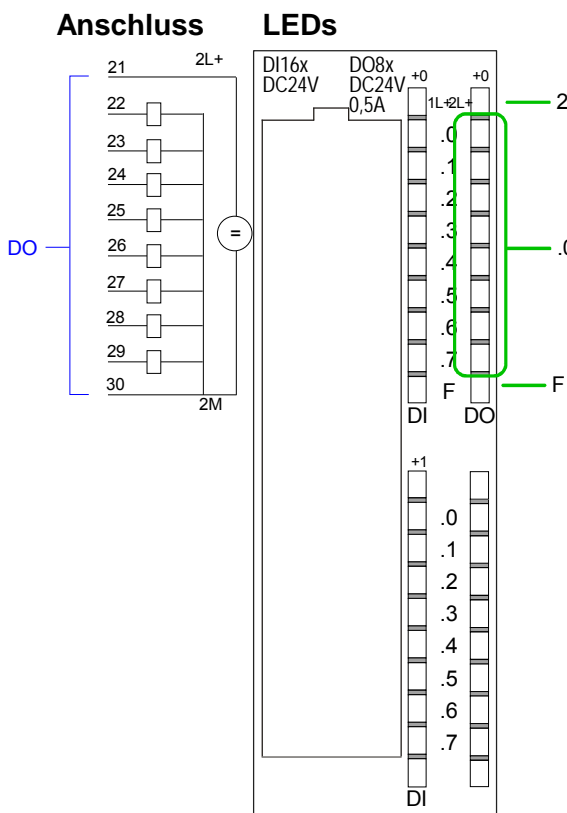 Anschluss LEDs
21 2L+
22
23
24
25
26
27
28
29
30
2M
DO
=
DI16x DO8x
DC24V DC24V
0,5A
+0 +0
1L+ 2L+
.0
.1
.2
.3
.4
.5
.6
.7
F
DI DO
2
.0
F
+1
.0
.1
.2
.3
.4
.5
.6
.7
DI